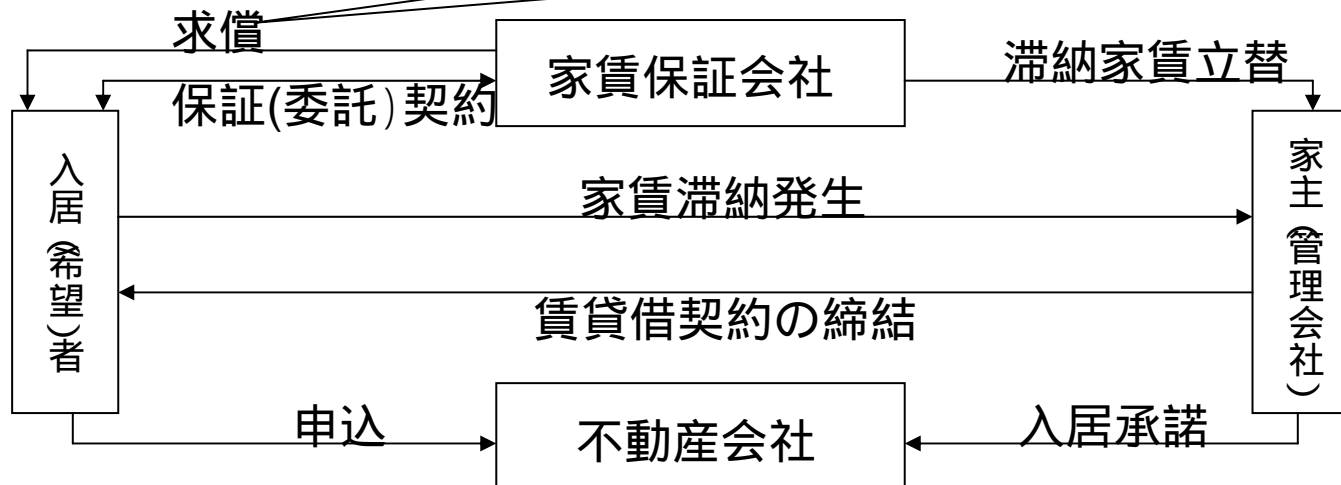 求償
家賃保証会社
滞納家賃立替
保証(委託)契約
入居(希望)者
家賃滞納発生
家主(管理会社)
賃貸借契約の締結
申込
不動産会社
入居承諾